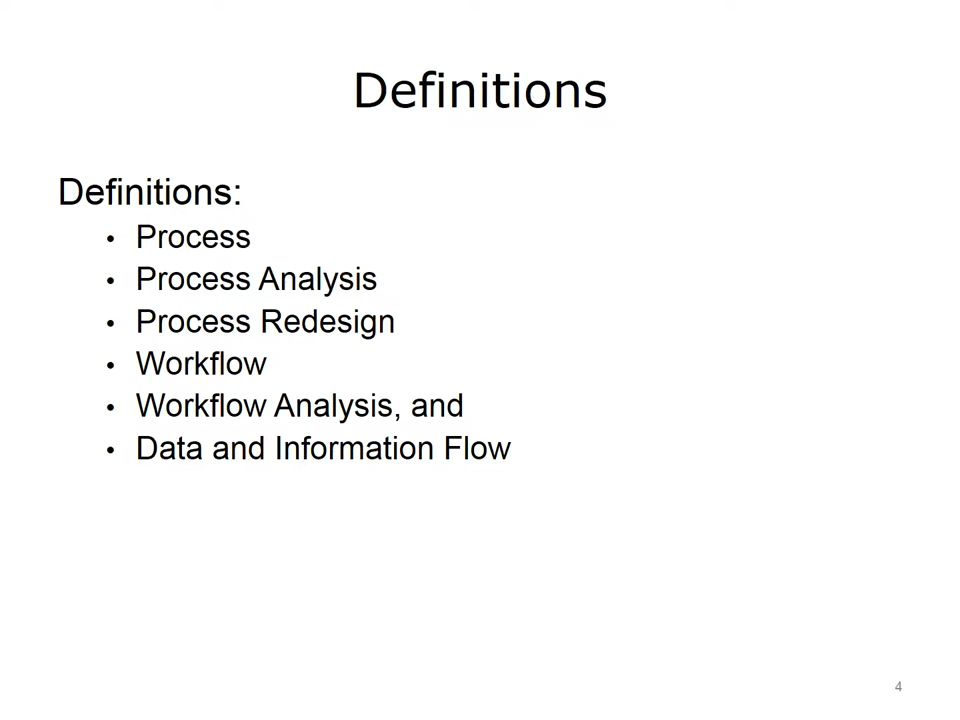 Definitions
Definitions:
• Process
• Process Analysis
• Process Redesign
• Workflow
• Workflow Analysis, and
• Data and Information Flow
4